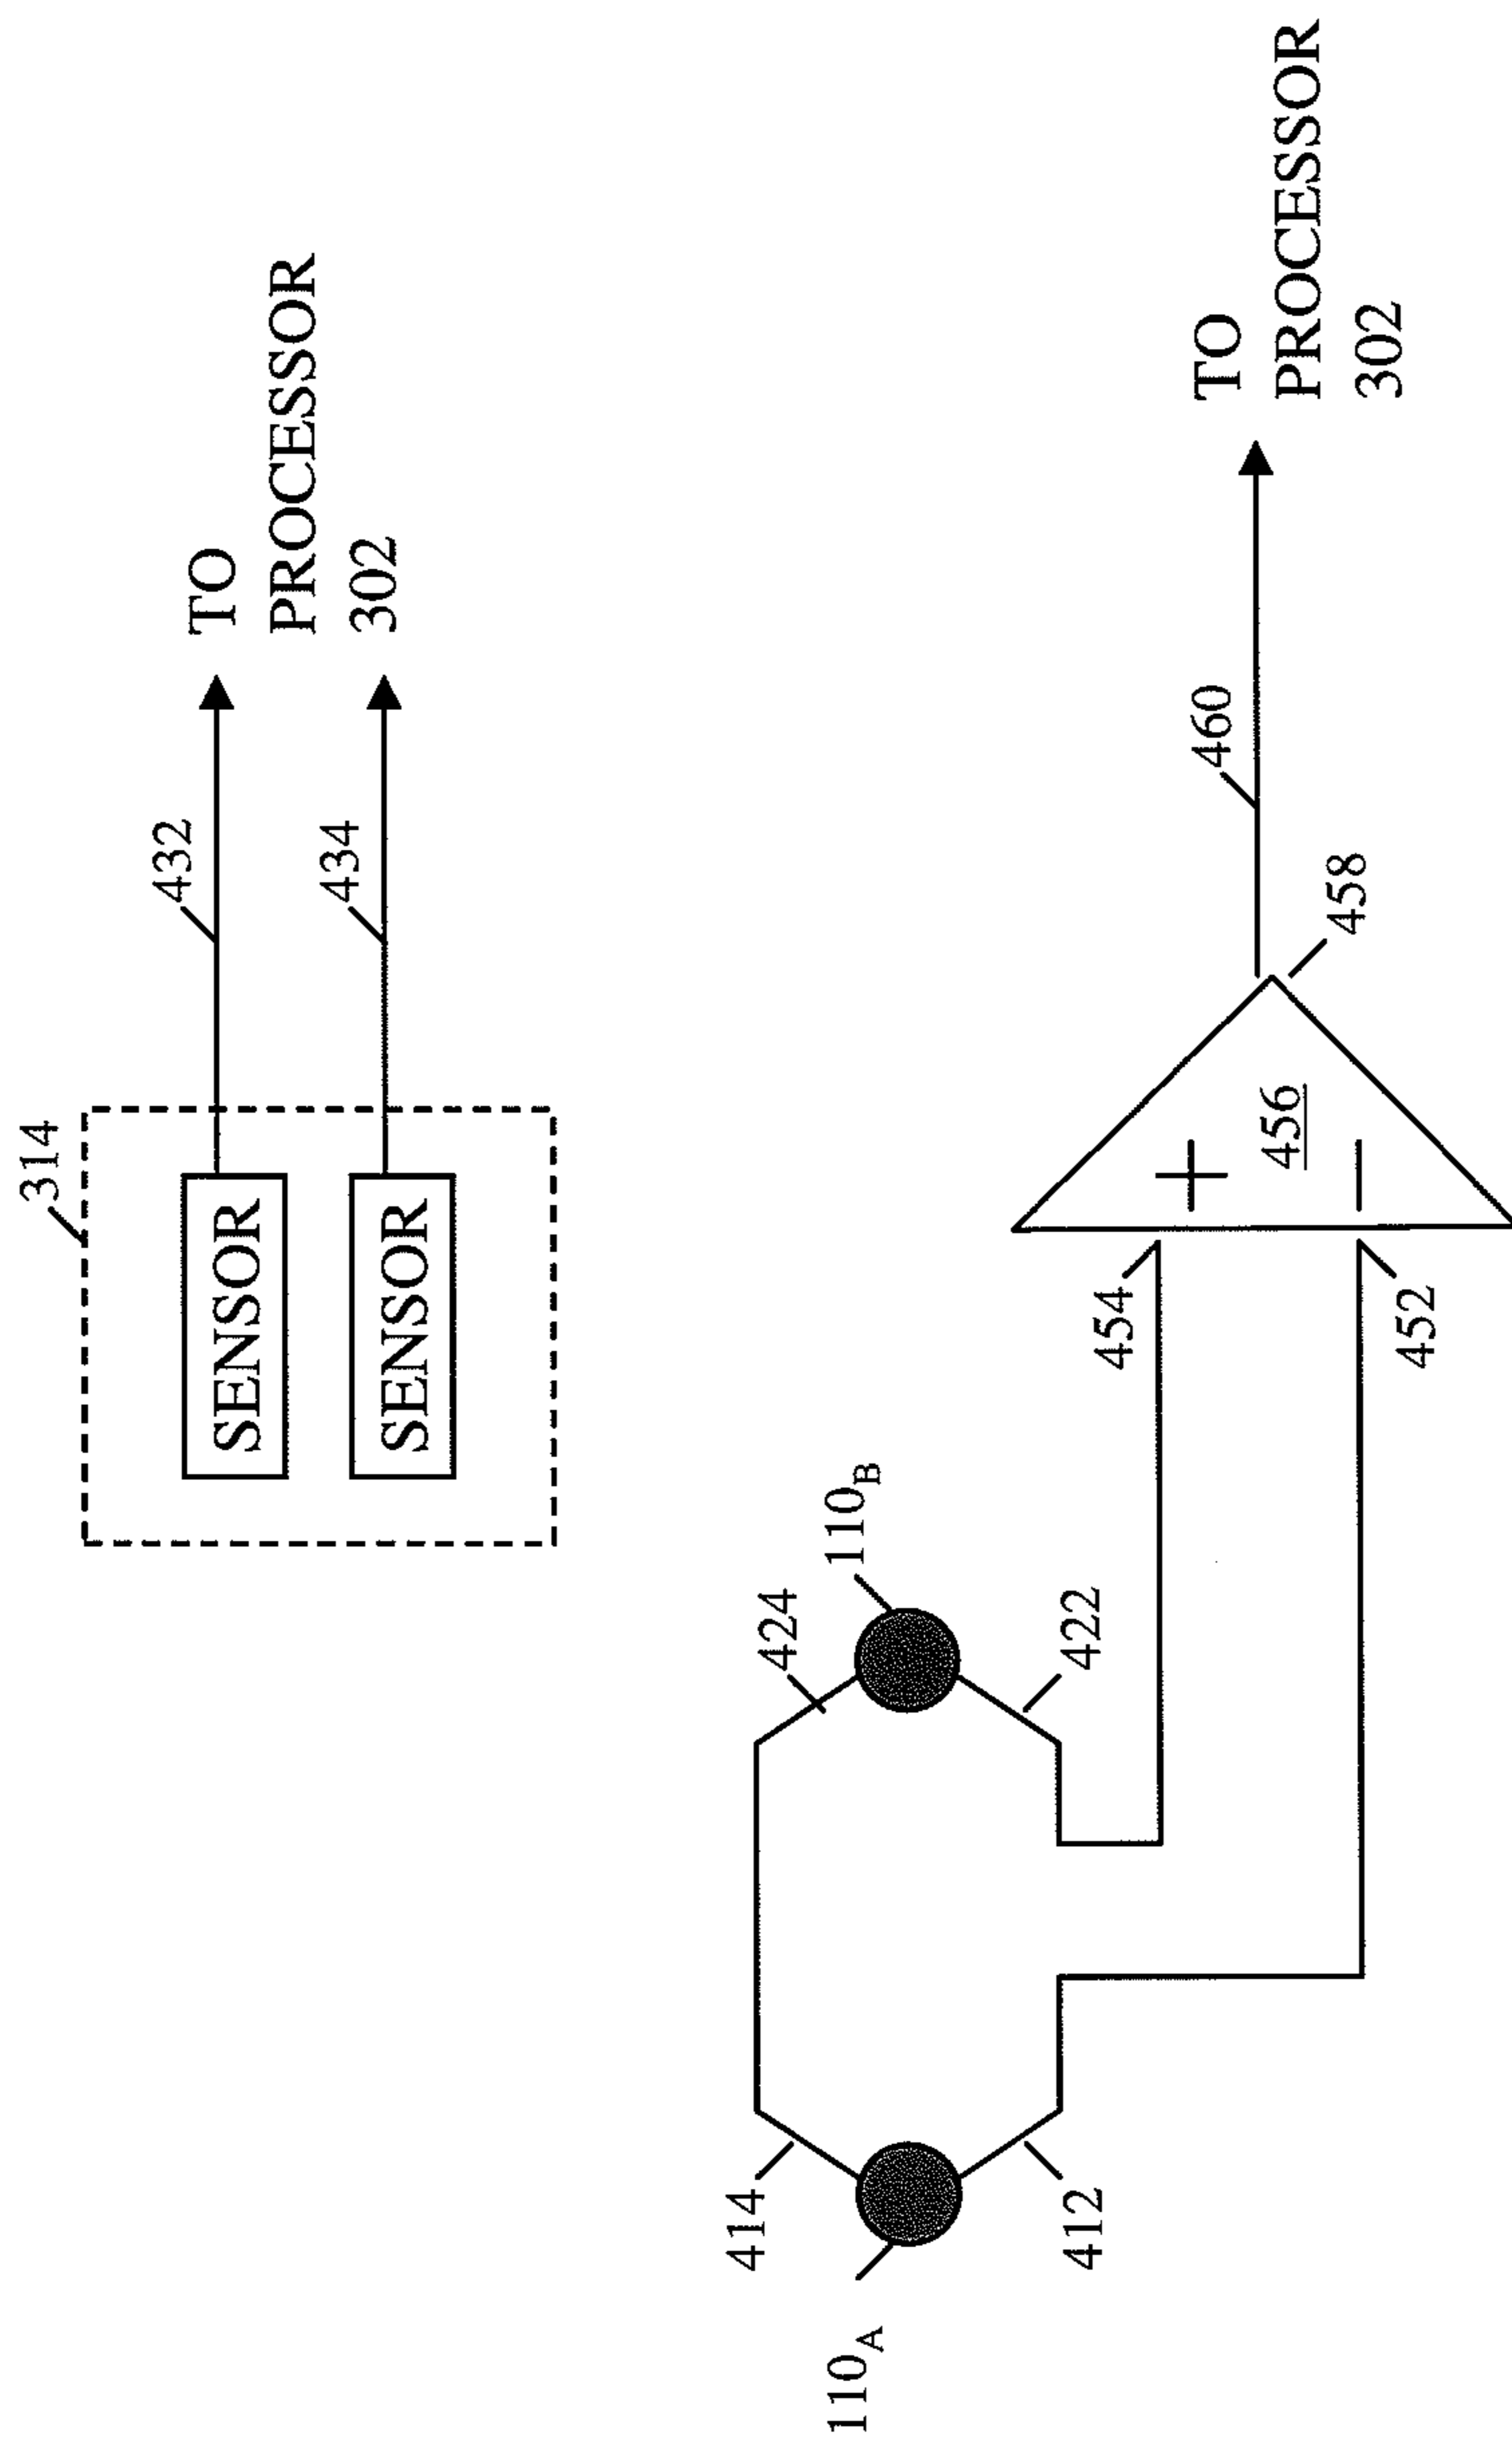 314
SENSOR
SENSOR
432
434
TO
PROCESSOR
302
110A
414
412
424
422
110B
454
452
+
−
456
458
460
TO
PROCESSOR
302